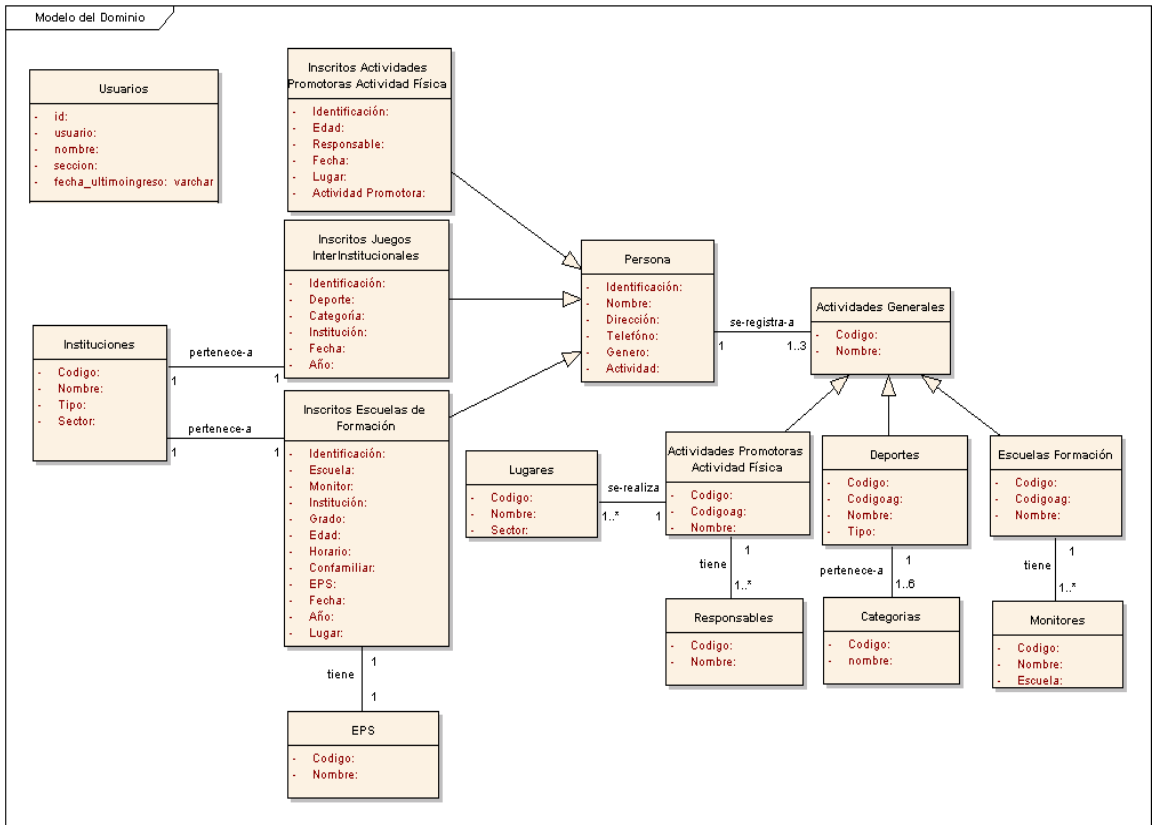 Modelo del Dominio
Usuarios
- id:
- usuario:
- nombre:
- seccion:
- fecha_ultimoingreso: varchar
Inscritos Actividades
Promotoras Actividad Física
- Identificación:
- Edad:
- Responsable:
- Fecha:
- Lugar:
- Actividad Promotora:
Inscritos Juegos
InterInstitucionales
- Identificación:
- Deporte:
- Categoría:
- Institución:
- Fecha:
- Año:
Persona
- Identificación:
- Nombre:
- Dirección:
- Telefóno:
- Genero:
- Actividad:
se-registra-a
1
1..3
Actividades Generales
- Codigo:
- Nombre:
Instituciones
- Codigo:
- Nombre:
- Tipo:
- Sector:
pertenece-a
1
1
pertenece-a
1
1
Inscritos Escuelas de
Formación
- Identificación:
- Escuela:
- Monitor:
- Institución:
- Grado:
- Edad:
- Horario:
- Confamiliar:
- EPS:
- Fecha:
- Año:
- Lugar:
Lugares
- Codigo:
- Nombre:
- Sector:
se-realiza
1..*
1
Actividades Promotoras
Actividad Física
- Codigo:
- Codigoag:
- Nombre:
Deportes
- Codigo:
- Codigoag:
- Nombre:
- Tipo:
Escuelas Formación
- Codigo:
- Codigoag:
- Nombre:
1
tiene
1..*
1
pertenece-a
1..6
1
tiene
1..*
Responsables
- Codigo:
- Nombre:
Categorias
- Codigo:
- nombre:
Monitores
- Codigo:
- Nombre:
- Escuela:
1
tiene
1
EPS
- Codigo:
- Nombre: